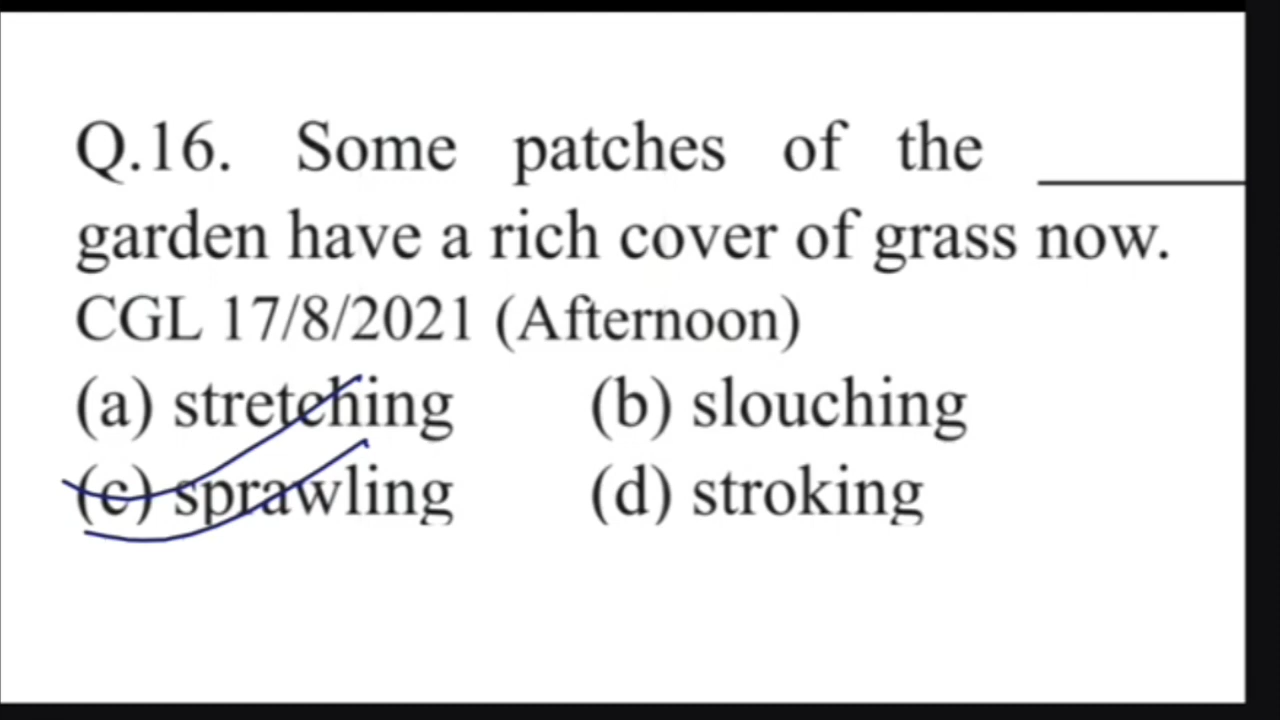 Q.16. Some patches of the ______
garden have a rich cover of grass now.
CGL 17/8/2021 (Afternoon)
(a) stretching (b) slouching
(c) sprawling (d) stroking